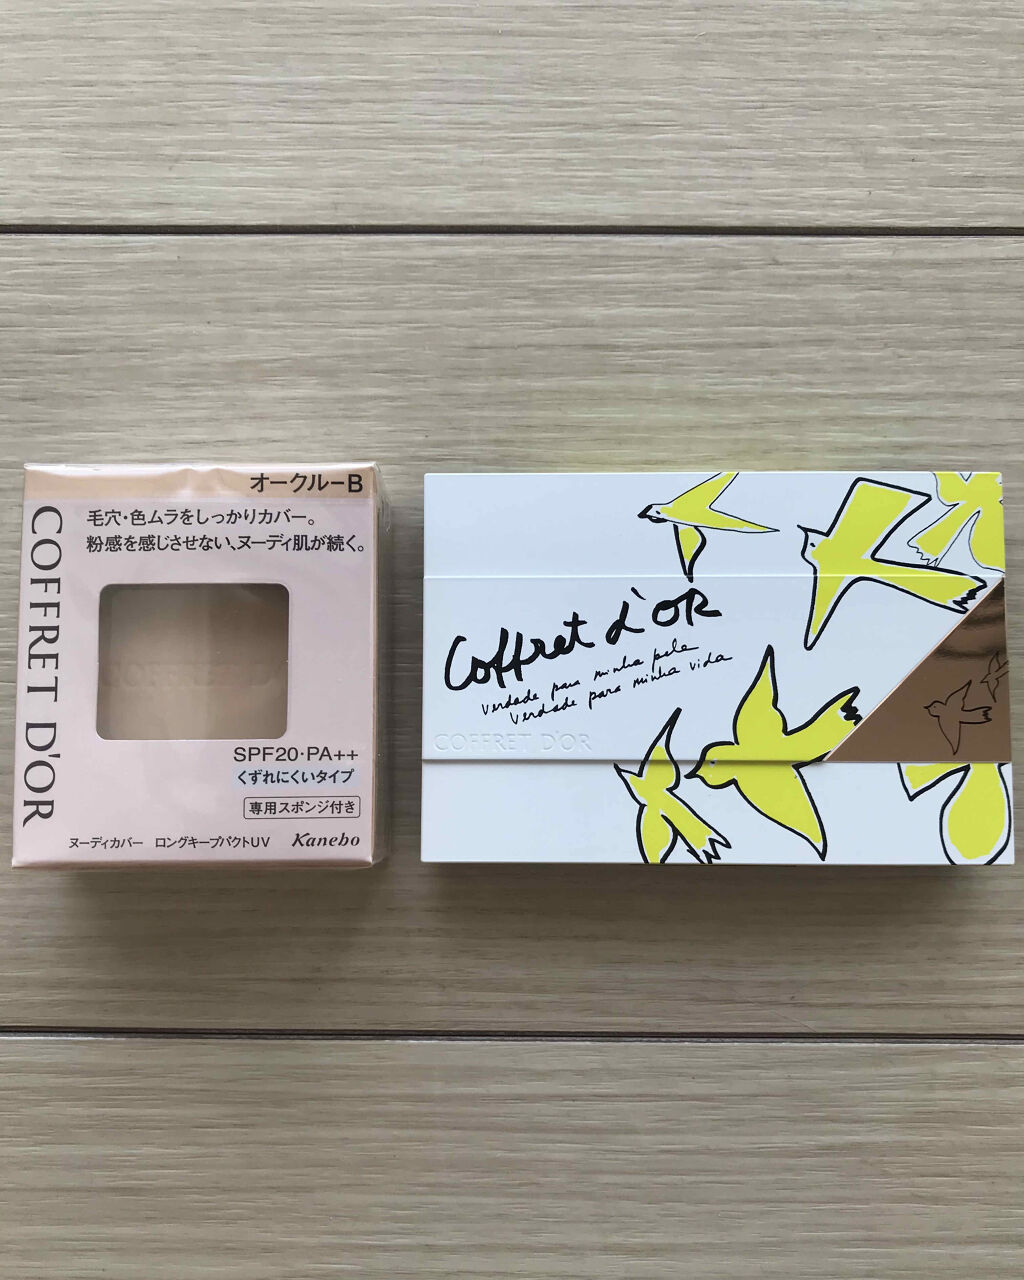 オークルーB
毛穴・色ムラをしっかりカバー。
粉感を感じさせない、ヌーディ肌が続く。
COFFRET D'OR
SPF20・PA++
くずれにくいタイプ
専用スポンジ付き
ヌーディカバー ロングキープパクトUV Kanebo
Coffret d'OR
verdade para minha pele
Verdade para minha vida
COFFRET D'OR